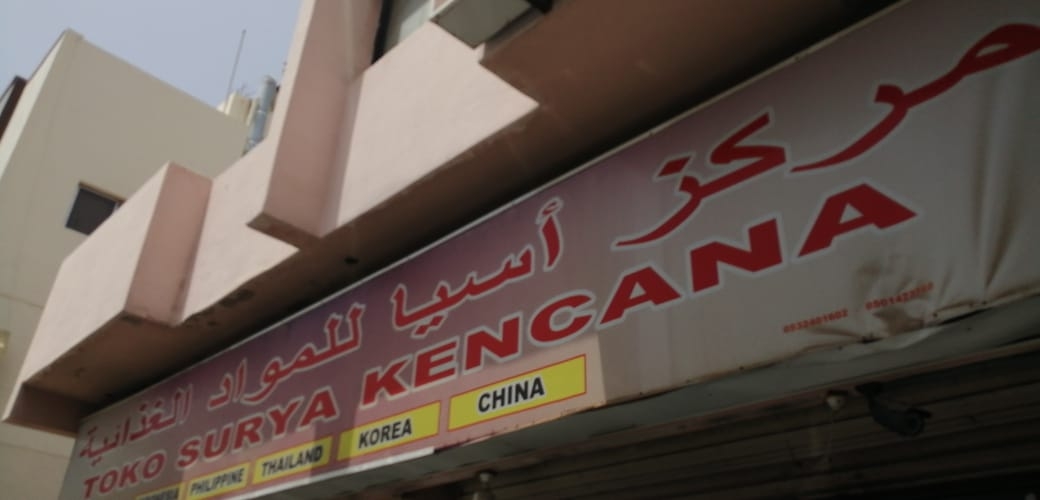 مركز أسيا للمواد الغذائية
TOKO SURYA KENCANA
PHILIPPINE THAILAND KOREA CHINA